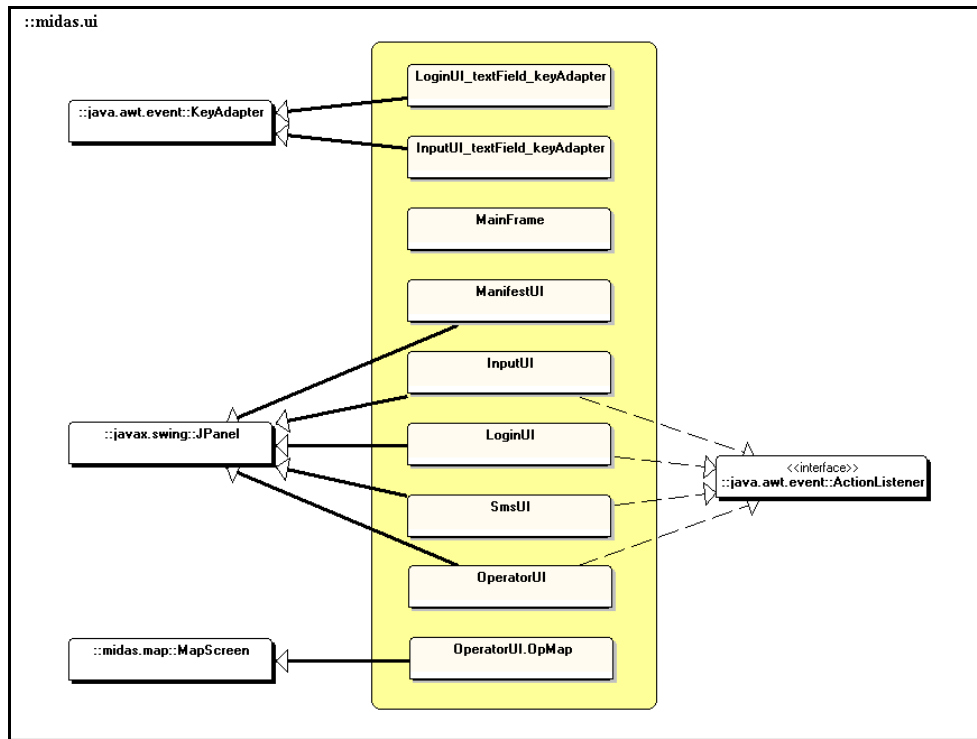 ::midas.ui
LoginUI_textField_keyAdapter
::java.awt.event::KeyAdapter
InputUI_textField_keyAdapter
MainFrame
ManifestUI
InputUI
::javax.swing::JPanel
LoginUI
<<interface>>
::java.awt.event::ActionListener
SmsUI
OperatorUI
::midas.map::MapScreen
OperatorUI.OpMap